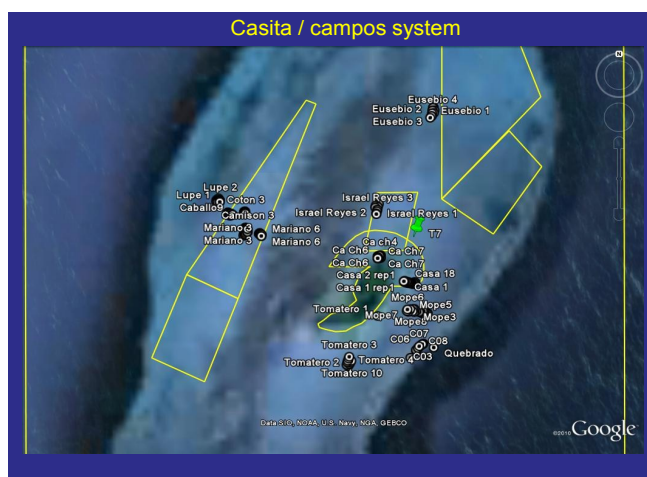 Casita / campos system
N
Eusebio 4
Eusebio 2 Eusebio 1
Eusebio 3
Lupe 2
Lupe 1 Coton 3
Caballo9
Camison 3
Mariano 3
Mariano 3 Mariano 6
Mariano 6
Israel Reyes 3
Israel Reyes 2 Israel Reyes 1
T7
Ca ch4
Ca Ch6 Ca Ch7
Ca Ch6 Ca Ch7
Casa 2 rep1 Casa 18
Casa 1 rep1 Casa 1
Mope6
Tomatero 1 Mope7 Mope5
Mope8 Mope3
C07
C06 C08
Tomatero 3 Quebrado
Tomatero 2 Tomatero 4 C03
Tomatero 10
Data SIO, NOAA, U.S. Navy, NGA, GEBCO
©2010 Google